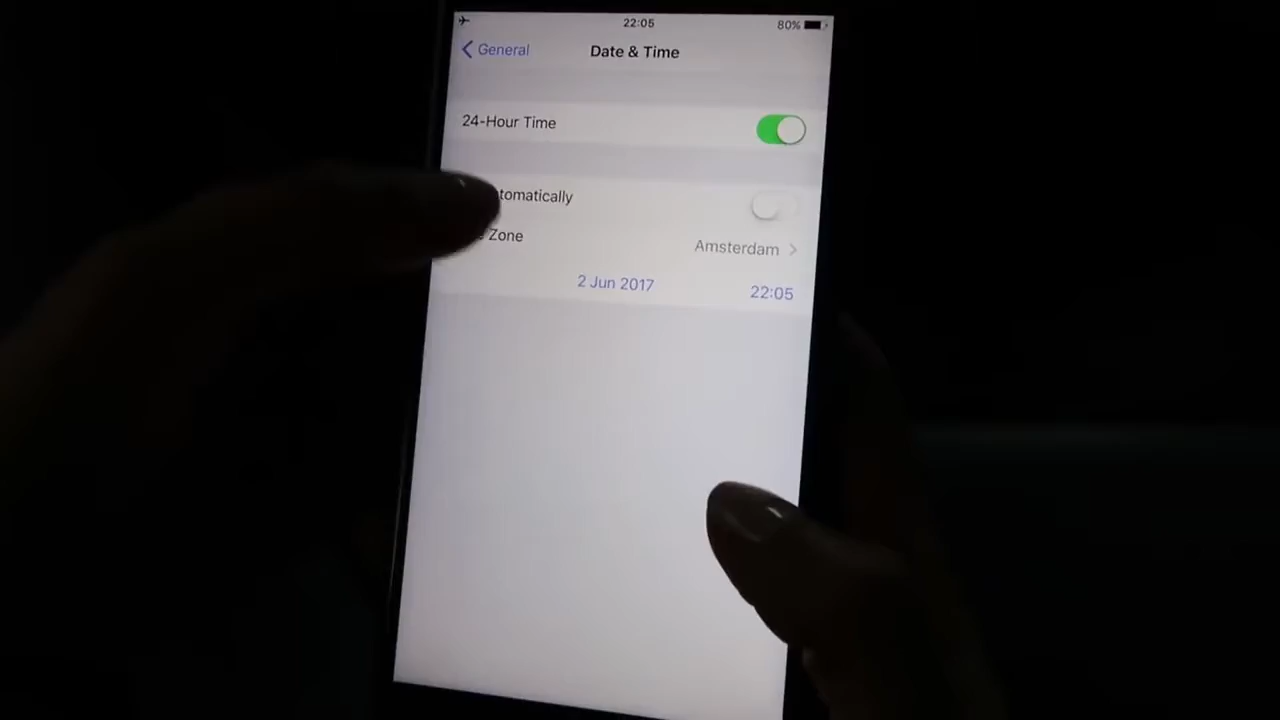 22:05
80%
General
Date & Time
24-Hour Time
tomatically
Zone
Amsterdam
2 Jun 2017
22:05